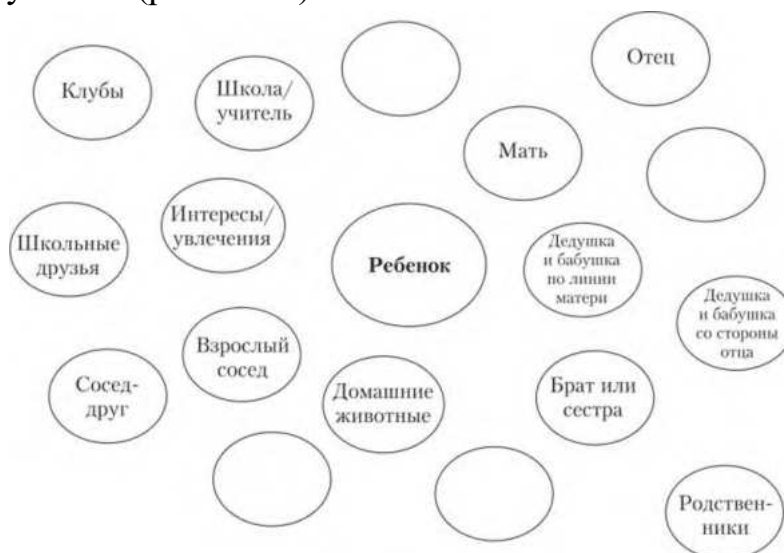 Клубы
Школа/
учитель
Отец
Мать
Школьные
друзья
Интересы/
увлечения
Ребенок
Дедушка
и бабушка
по линии
матери
Дедушка
и бабушка
со стороны
отца
Взрослый
сосед
Сосед-
друг
Домашние
животные
Брат или
сестра
Родствен-
ники